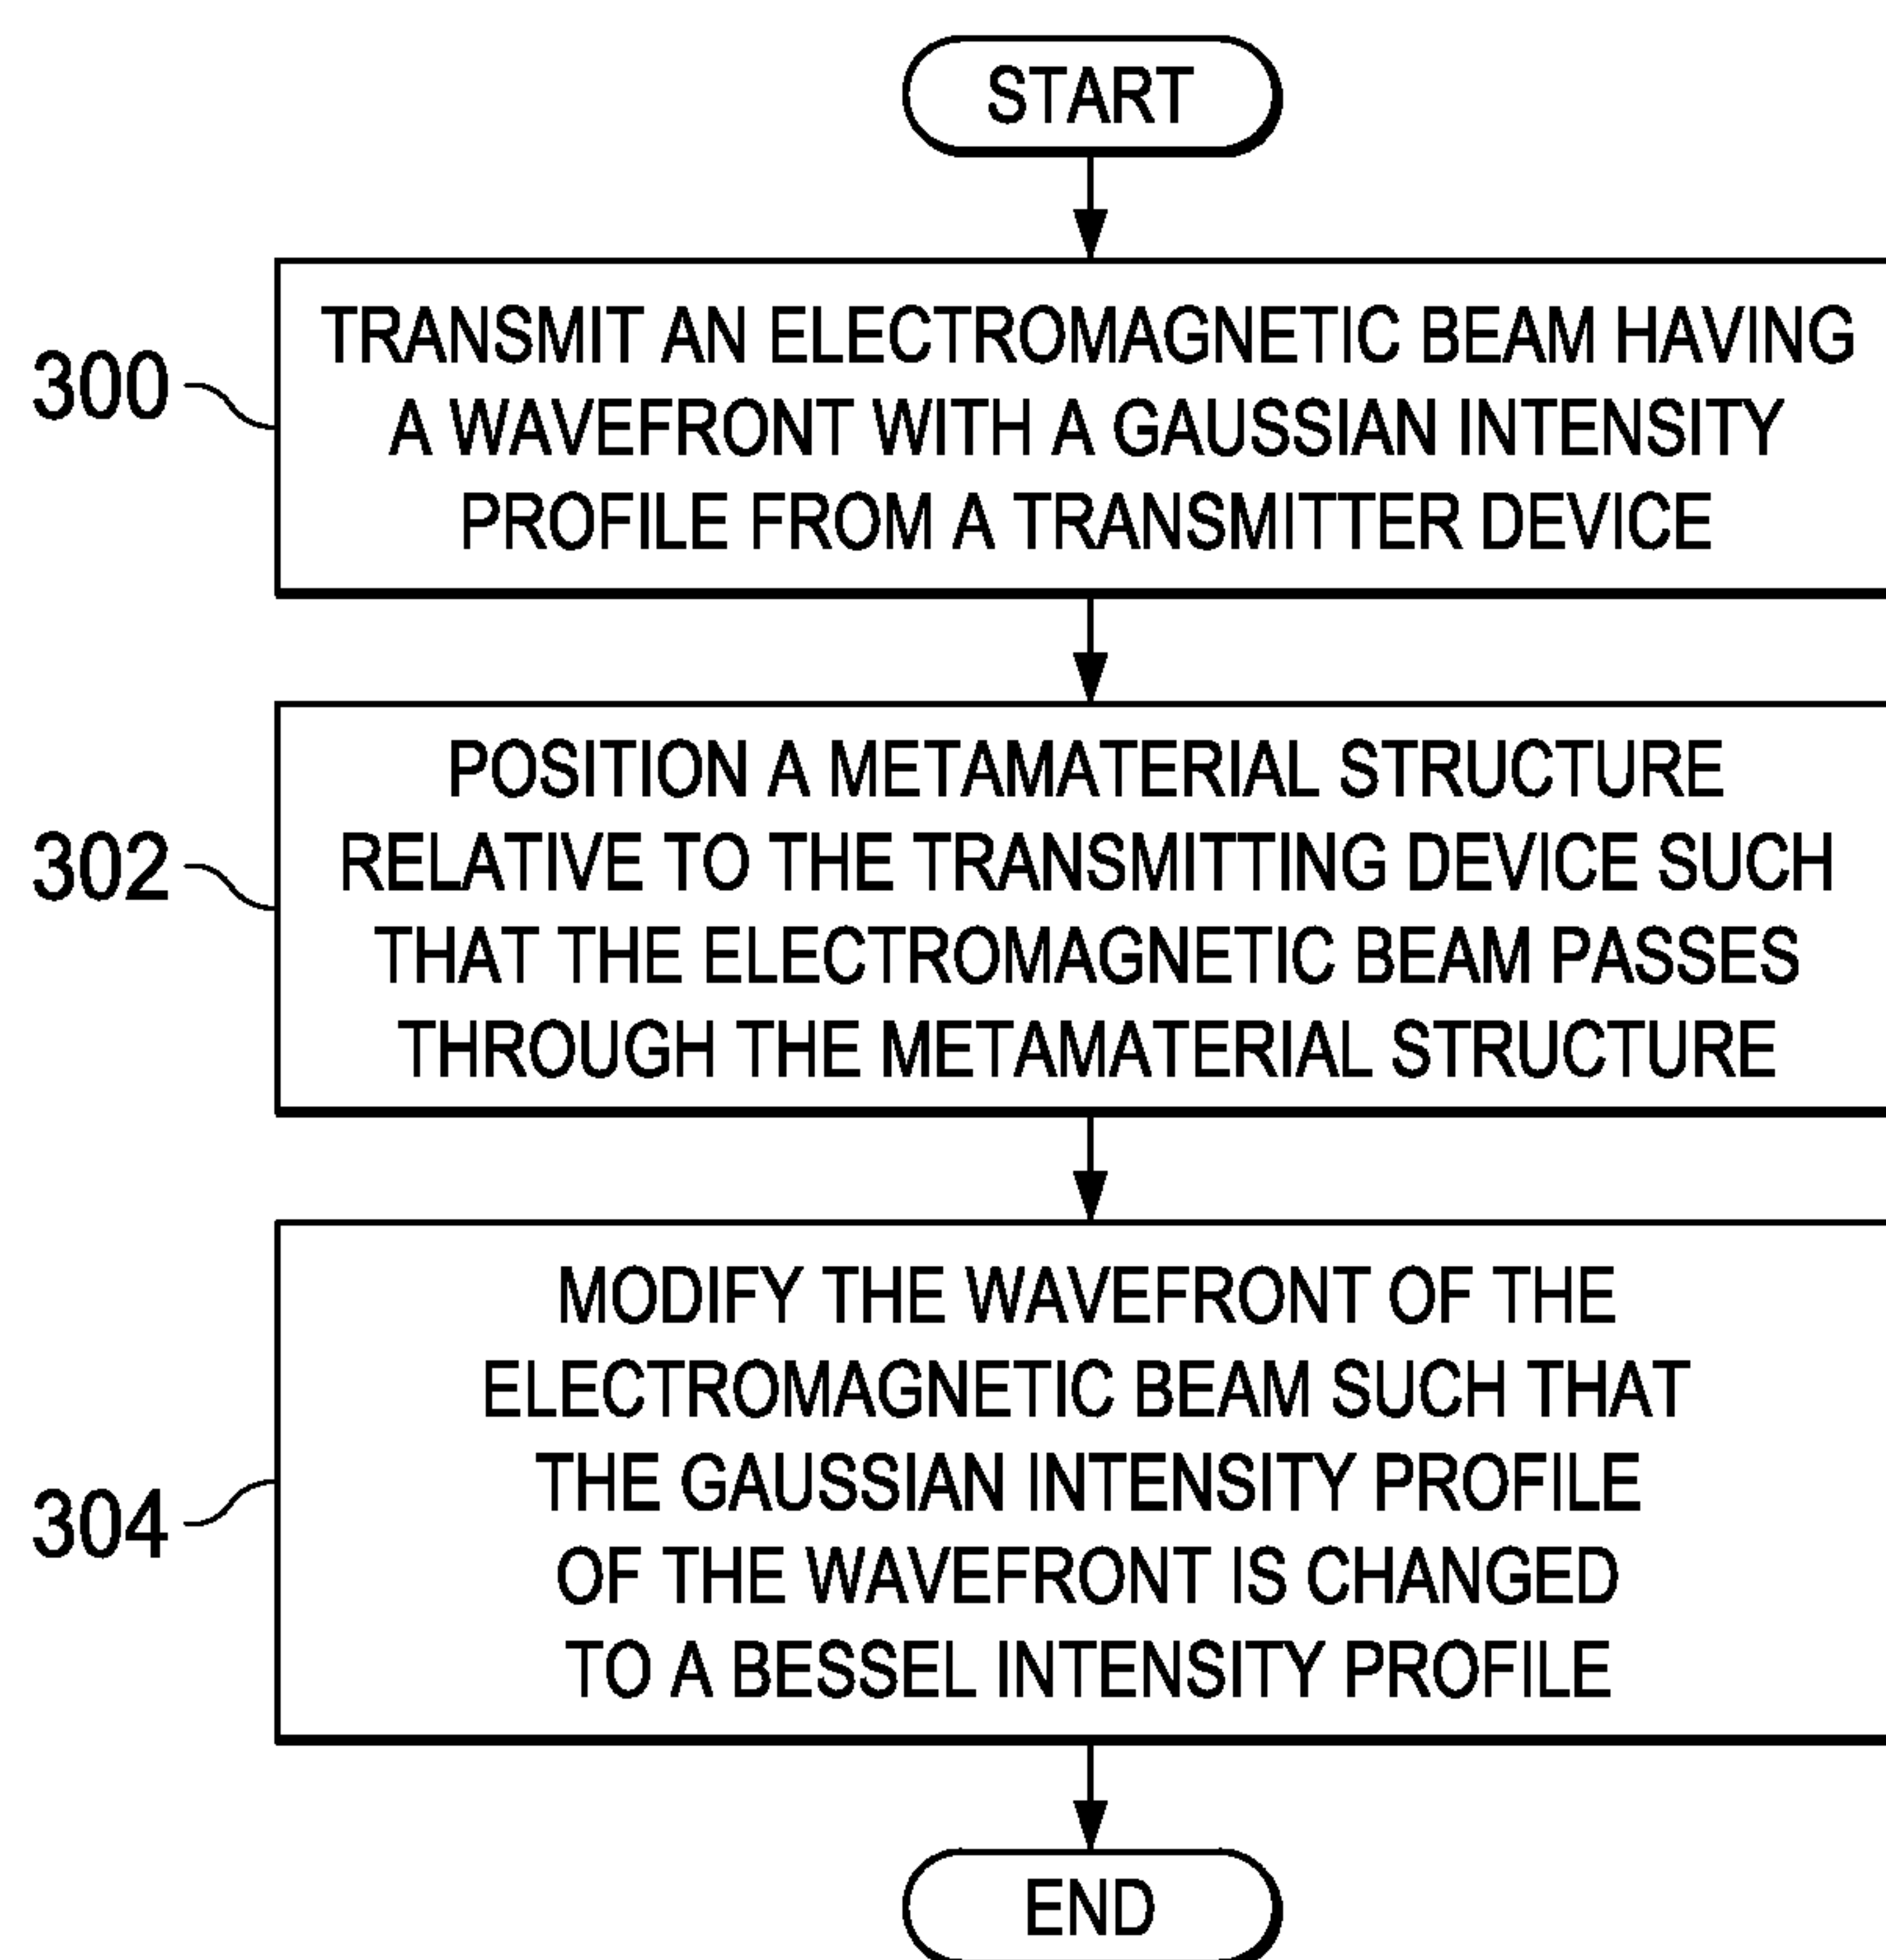 START
300
TRANSMIT AN ELECTROMAGNETIC BEAM HAVING
A WAVEFRONT WITH A GAUSSIAN INTENSITY
PROFILE FROM A TRANSMITTER DEVICE
302
POSITION A METAMATERIAL STRUCTURE
RELATIVE TO THE TRANSMITTING DEVICE SUCH
THAT THE ELECTROMAGNETIC BEAM PASSES
THROUGH THE METAMATERIAL STRUCTURE
304
MODIFY THE WAVEFRONT OF THE
ELECTROMAGNETIC BEAM SUCH THAT
THE GAUSSIAN INTENSITY PROFILE
OF THE WAVEFRONT IS CHANGED
TO A BESSEL INTENSITY PROFILE
END